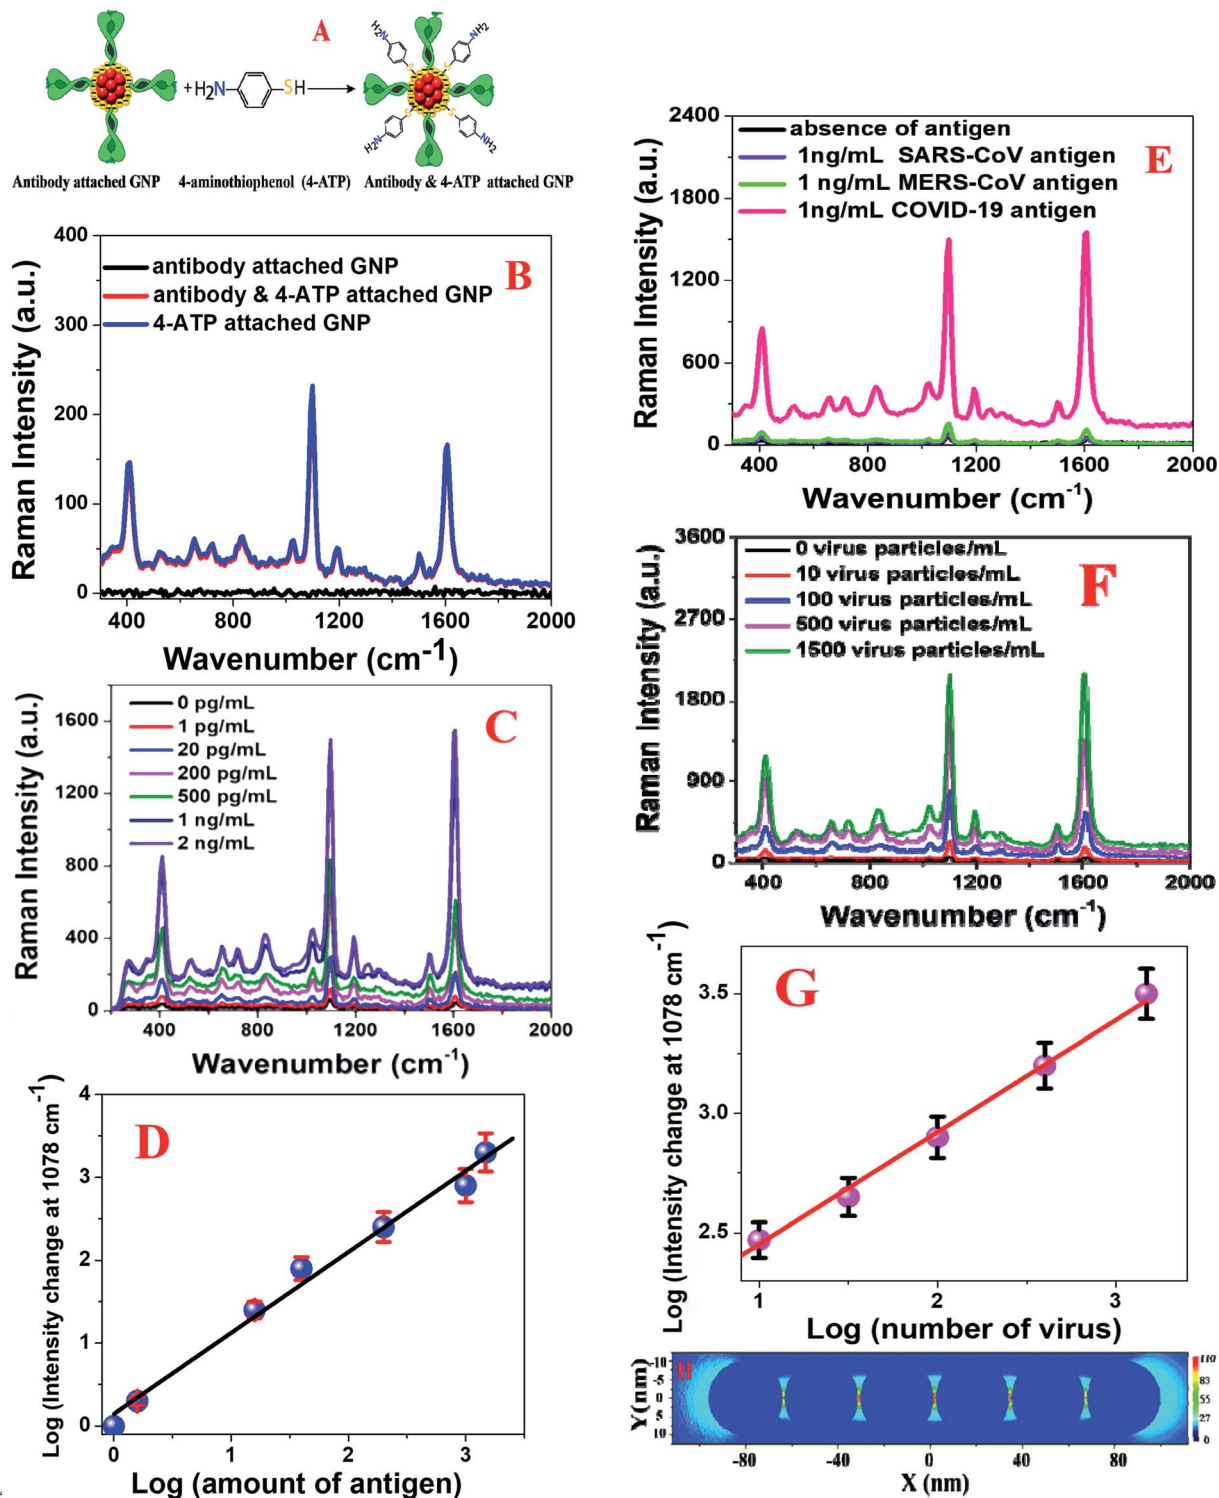 A
H2N
NH2
+H2N
SH
S
S
S
S
H2N
NH2
Antibody attached GNP
4-aminothiophenol (4-ATP)
Antibody & 4-ATP attached GNP
B
antibody attached GNP
antibody & 4-ATP attached GNP
4-ATP attached GNP
Raman Intensity (a.u.)
400
300
200
100
0
400 800 1200 1600 2000
Wavenumber (cm-1)
C
0 pg/mL
1 pg/mL
20 pg/mL
200 pg/mL
500 pg/mL
1 ng/mL
2 ng/mL
Raman Intensity (a.u.)
1600
1200
800
400
0
400 800 1200 1600 2000
Wavenumber (cm-1)
D
Log (Intensity change at 1078 cm-1)
4
3
2
1
0
0 1 2 3
Log (amount of antigen)
E
absence of antigen
1ng/mL SARS-CoV antigen
1 ng/mL MERS-CoV antigen
1ng/mL COVID-19 antigen
Raman Intensity (a.u.)
2400
1800
1200
600
0
400 800 1200 1600 2000
Wavenumber (cm-1)
F
0 virus particles/mL
10 virus particles/mL
100 virus particles/mL
500 virus particles/mL
1500 virus particles/mL
Raman Intensity (a.u.)
3600
2700
1800
900
0
400 800 1200 1600 2000
Wavenumber (cm-1)
G
Log (Intensity change at 1078 cm-1)
3.5
3.0
2.5
1 2 3
Log (number of virus)
H
Y(nm)
-10
-5
0
5
10
-80 -40 0 40 80
X (nm)
110
83
55
27
0